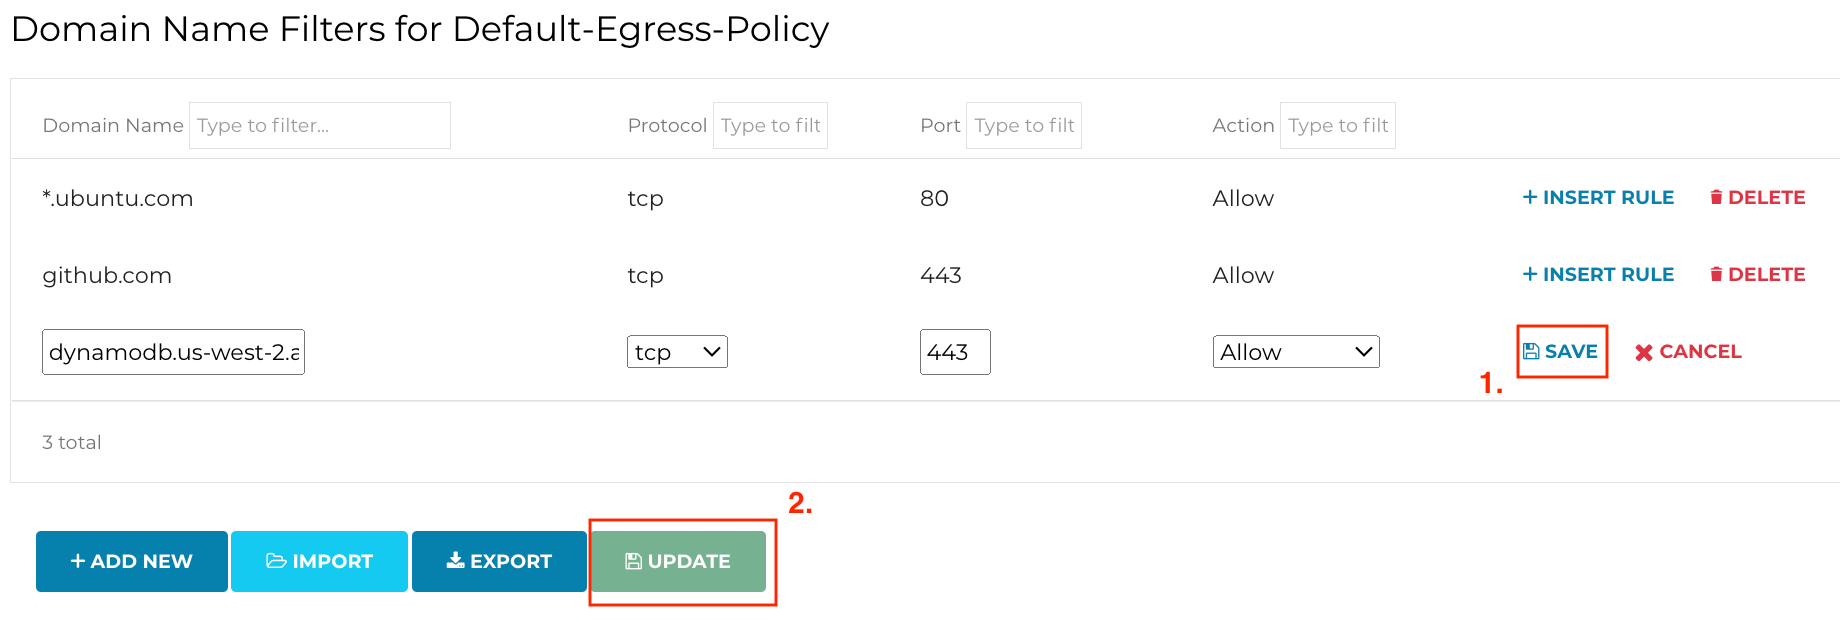 Domain Name Filters for Default-Egress-Policy
Domain Name Type to filter... Protocol Type to filt Port Type to filt Action Type to filt
*.ubuntu.com tcp 80 Allow + INSERT RULE DELETE
github.com tcp 443 Allow + INSERT RULE DELETE
dynamodb.us-west-2.a tcp 443 Allow SAVE CANCEL
1.
3 total
2.
+ ADD NEW IMPORT EXPORT UPDATE